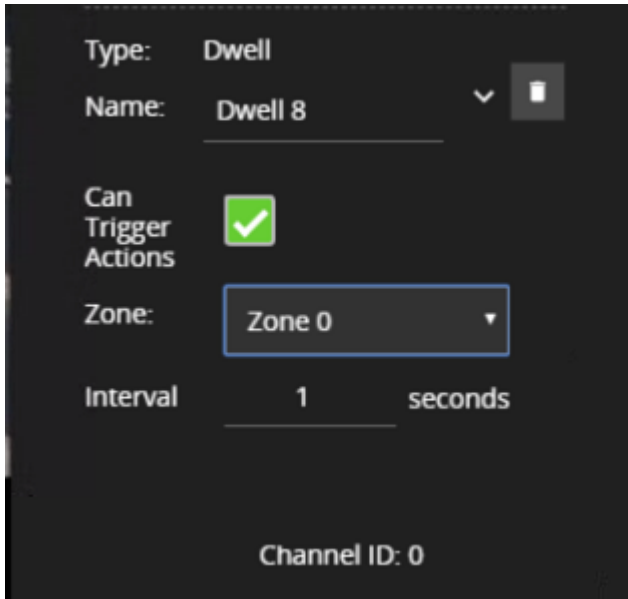 Type: Dwell
Name: Dwell 8
Can
Trigger
Actions
Zone: Zone 0
Interval 1 seconds
Channel ID: 0